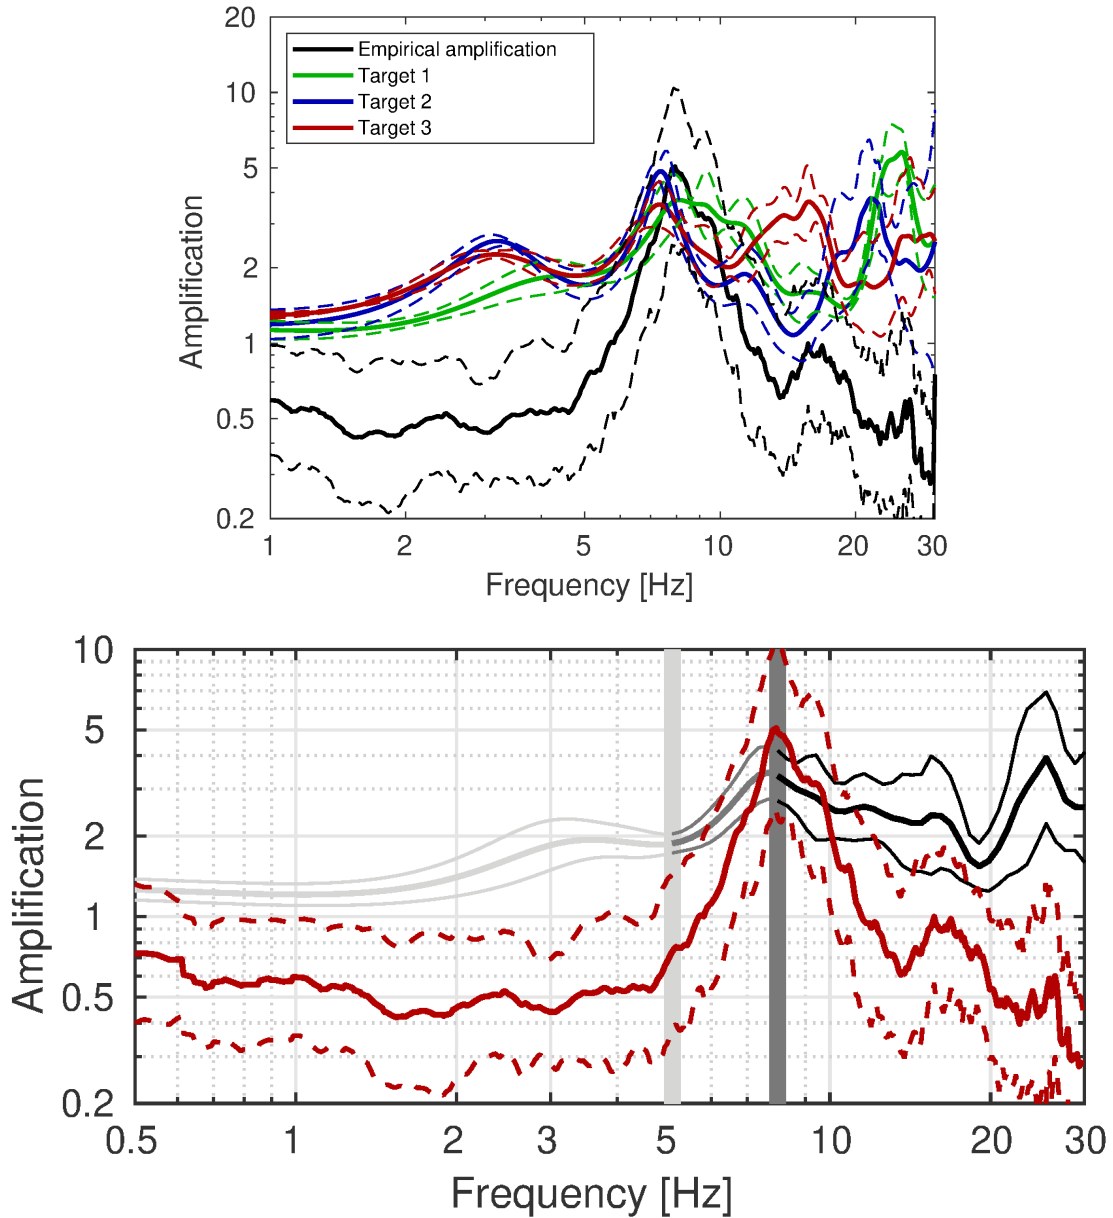 20
10
5
2
1
0.5
0.2
Amplification
Empirical amplification
Target 1
Target 2
Target 3
1 2 5 10 20 30
Frequency [Hz]
10
5
2
1
0.5
0.2
Amplification
0.5 1 2 3 5 10 20 30
Frequency [Hz]